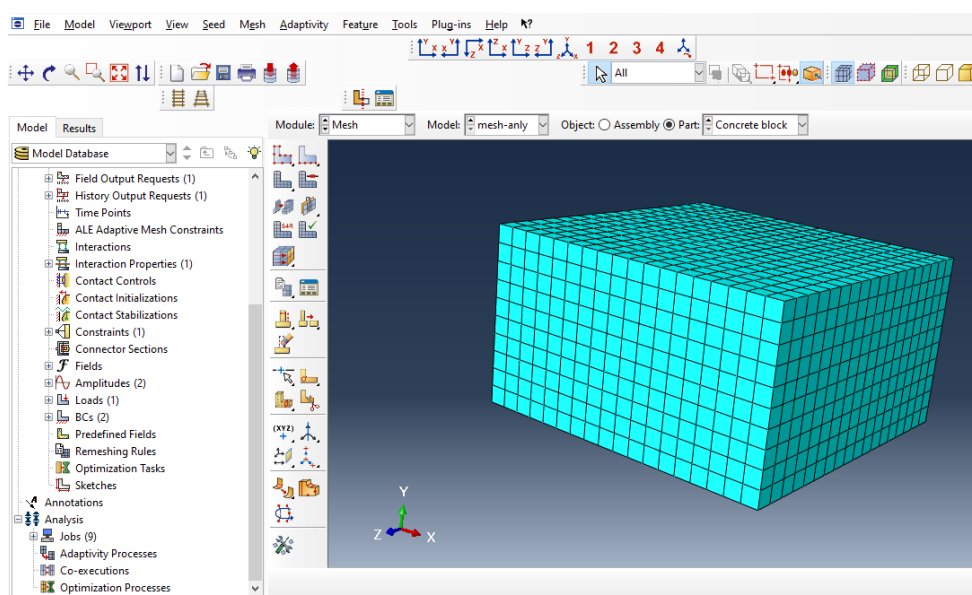 File Model Viewport View Seed Mesh Adaptivity Feature Tools Plug-ins Help
1 2 3 4
All
Model Results
Module: Mesh Model: mesh-anly Object: Assembly Part: Concrete block
Model Database
Field Output Requests (1)
History Output Requests (1)
Time Points
ALE Adaptive Mesh Constraints
Interactions
Interaction Properties (1)
Contact Controls
Contact Initializations
Contact Stabilizations
Constraints (1)
Connector Sections
Fields
Amplitudes (2)
Loads (1)
BCs (2)
Predefined Fields
Remeshing Rules
Optimization Tasks
Sketches
Annotations
Analysis
Jobs (9)
Adaptivity Processes
Co-executions
Optimization Processes
(XYZ)
Y
Z X